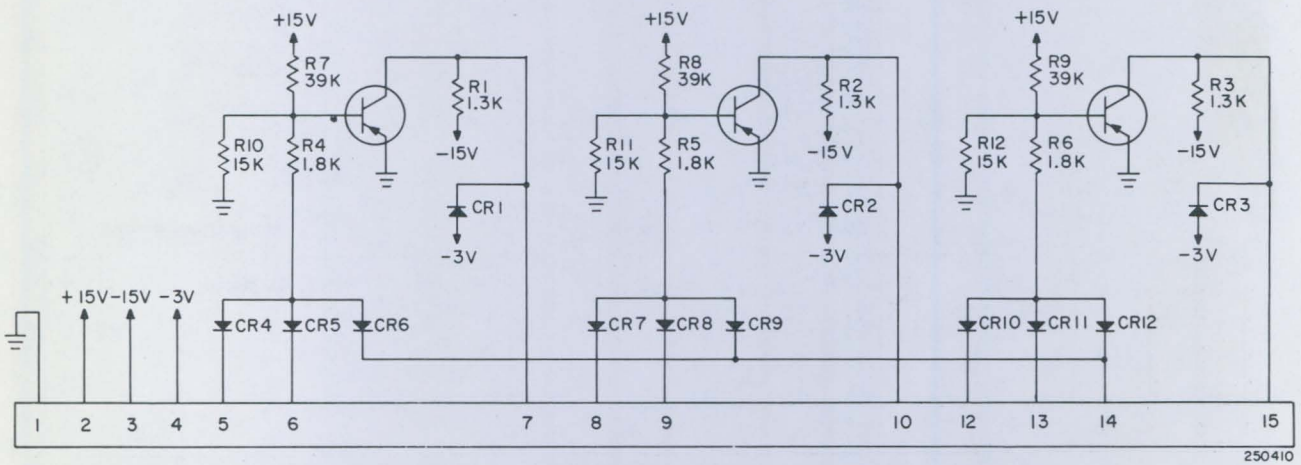 +15V
R7
39K
R1
1.3K
-15V
R10
15K
R4
1.8K
CR1
-3V
+15V
R8
39K
R2
1.3K
-15V
R11
15K
R5
1.8K
CR2
-3V
+15V
R9
39K
R3
1.3K
-15V
R12
15K
R6
1.8K
CR3
-3V
+15V -15V -3V
CR4 CR5 CR6 CR7 CR8 CR9 CR10 CR11 CR12
1 2 3 4 5 6 7 8 9 10 12 13 14 15
250410